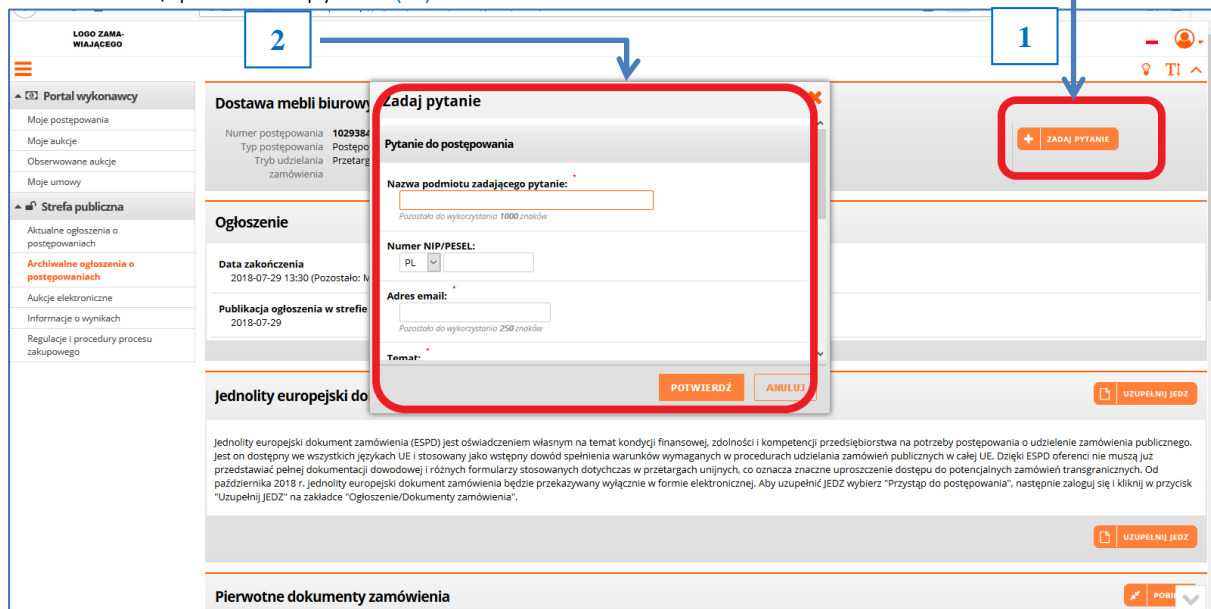 LOGO ZAMA-
WIAJĄCEGO
2
1
TI
Portal wykonawcy
Moje postępowania
Moje aukcje
Obserwowane aukcje
Moje umowy
Strefa publiczna
Aktualne ogłoszenia o
postępowaniach
Archiwalne ogłoszenia o
postępowaniach
Aukcje elektroniczne
Informacje o wynikach
Regulacje i procedury procesu
zakupowego
Dostawa mebli biurowy
Numer postępowania 1029384
Typ postępowania Postępo
Tryb udzielania Przetarg
zamówienia
ZADAJ PYTANIE
Zadaj pytanie
Pytanie do postępowania
Nazwa podmiotu zadającego pytanie: *
Pozostało do wykorzystania 1000 znaków
Numer NIP/PESEL:
PL
Adres email: *
Pozostało do wykorzystania 250 znaków
Temat: *
POTWIERDŹ ANULUJ
Ogłoszenie
Data zakończenia
2018-07-29 13:30 (Pozostało: M
Publikacja ogłoszenia w strefie
2018-07-29
Jednolity europejski do
UZUPEŁNIJ JEDZ
Jednolity europejski dokument zamówienia (ESPD) jest oświadczeniem własnym na temat kondycji finansowej, zdolności i kompetencji przedsiębiorstwa na potrzeby postępowania o udzielenie zamówienia publicznego.
Jest on dostępny we wszystkich językach UE i stosowany jako wstępny dowód spełnienia warunków wymaganych w procedurach udzielania zamówień publicznych w całej UE. Dzięki ESPD oferenci nie muszą już
przedstawiać pełnej dokumentacji dowodowej i różnych formularzy stosowanych dotychczas w przetargach unijnych, co oznacza znaczne uproszczenie dostępu do potencjalnych zamówień transgranicznych. Od
października 2018 r. jednolity europejski dokument zamówienia będzie przekazywany wyłącznie w formie elektronicznej. Aby uzupełnić JEDZ wybierz "Przystąp do postępowania", następnie zaloguj się i kliknij w przycisk
"Uzupełnij JEDZ" na zakładce "Ogłoszenie/Dokumenty zamówienia".
UZUPEŁNIJ JEDZ
Pierwotne dokumenty zamówienia
POBI